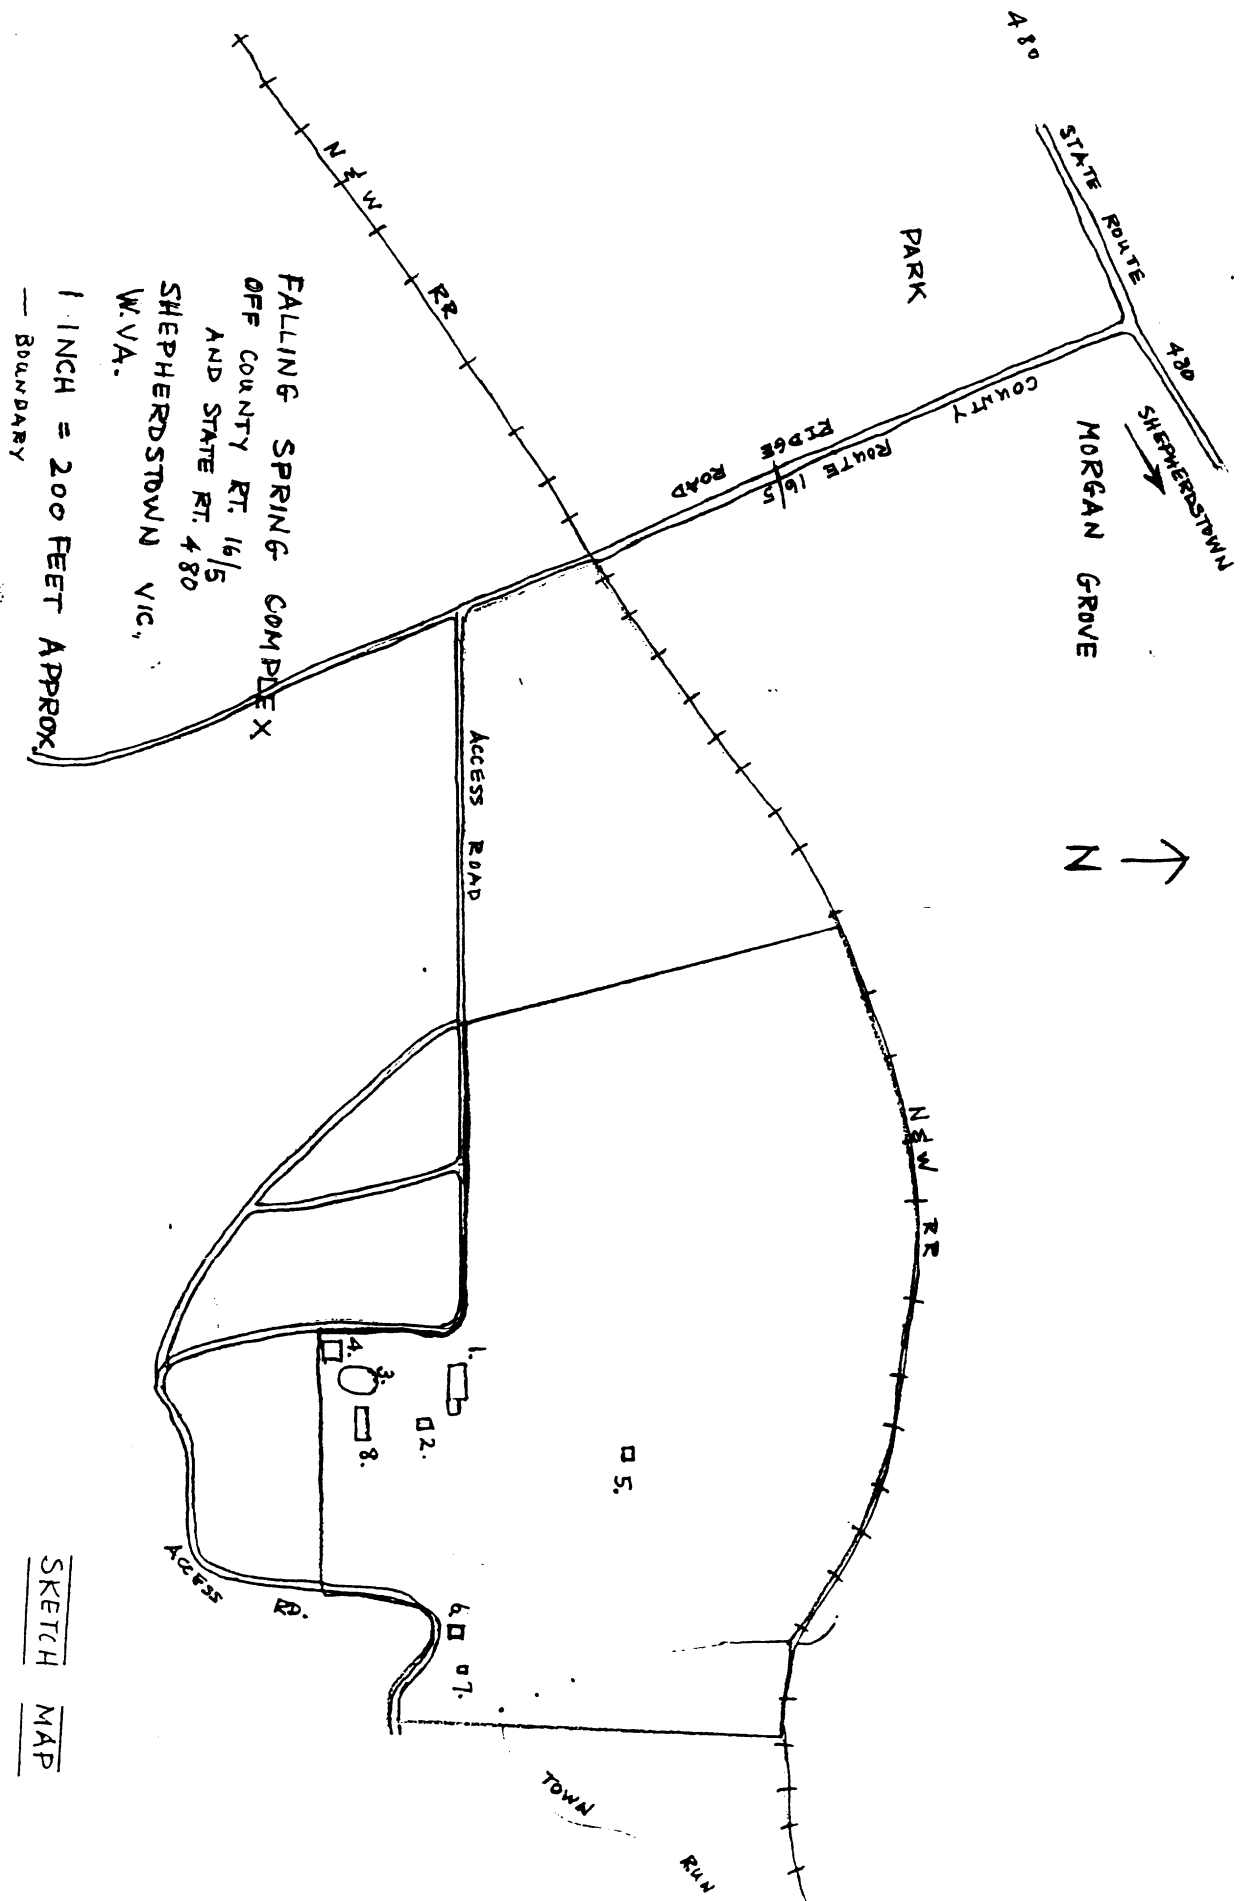 480
STATE ROUTE
480
SHEPHERDSTOWN
PARK
MORGAN GROVE
COUNTY
ROUTE 16
5
RIDGE
ROAD
N
N & W
RR
N & W RR
ACCESS ROAD
5.
1.
2.
3.
4.
8.
6.
7.
ACCESS
RD.
TOWN
RUN
FALLING SPRING COMPLEX
OFF COUNTY RT. 16/5
AND STATE RT. 480
SHEPHERDSTOWN VIC.,
W.VA.
1 INCH = 200 FEET APPROX.
— BOUNDARY
SKETCH MAP